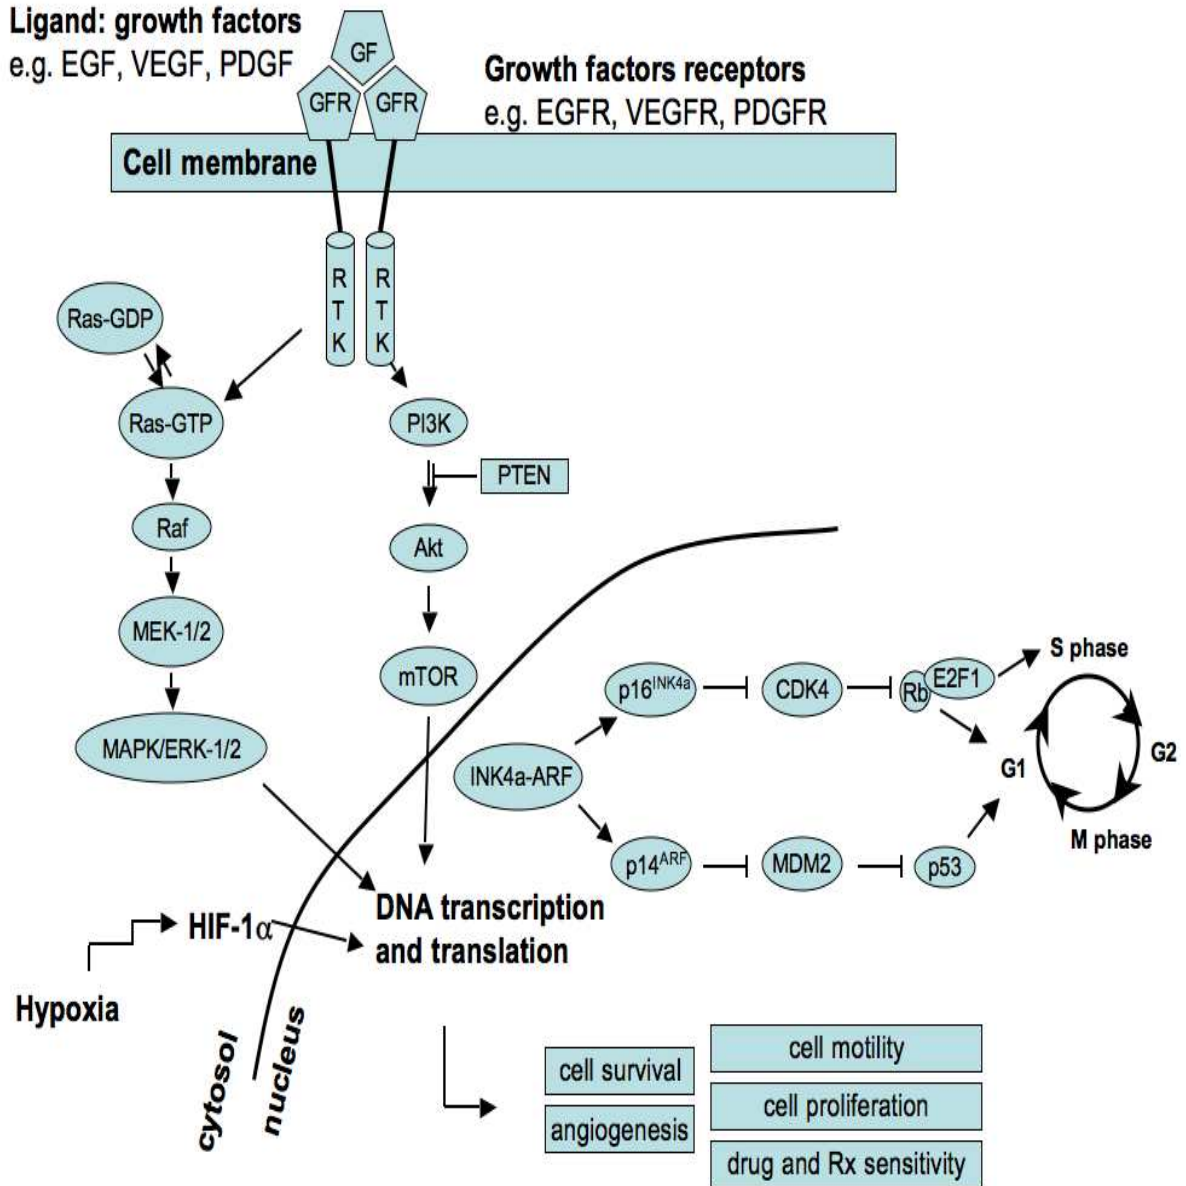 Ligand: growth factors
e.g. EGF, VEGF, PDGF
GF
GFR
GFR
Growth factors receptors
e.g. EGFR, VEGFR, PDGFR
Cell membrane
R
T
K
R
T
K
Ras-GDP
Ras-GTP
Raf
MEK-1/2
MAPK/ERK-1/2
PI3K
PTEN
Akt
mTOR
INK4a-ARF
p16INK4a
CDK4
Rb
E2F1
S phase
G1
G2
M phase
p14ARF
MDM2
p53
DNA transcription
and translation
HIF-1α
Hypoxia
cytosol
nucleus
cell survival
angiogenesis
cell motility
cell proliferation
drug and Rx sensitivity